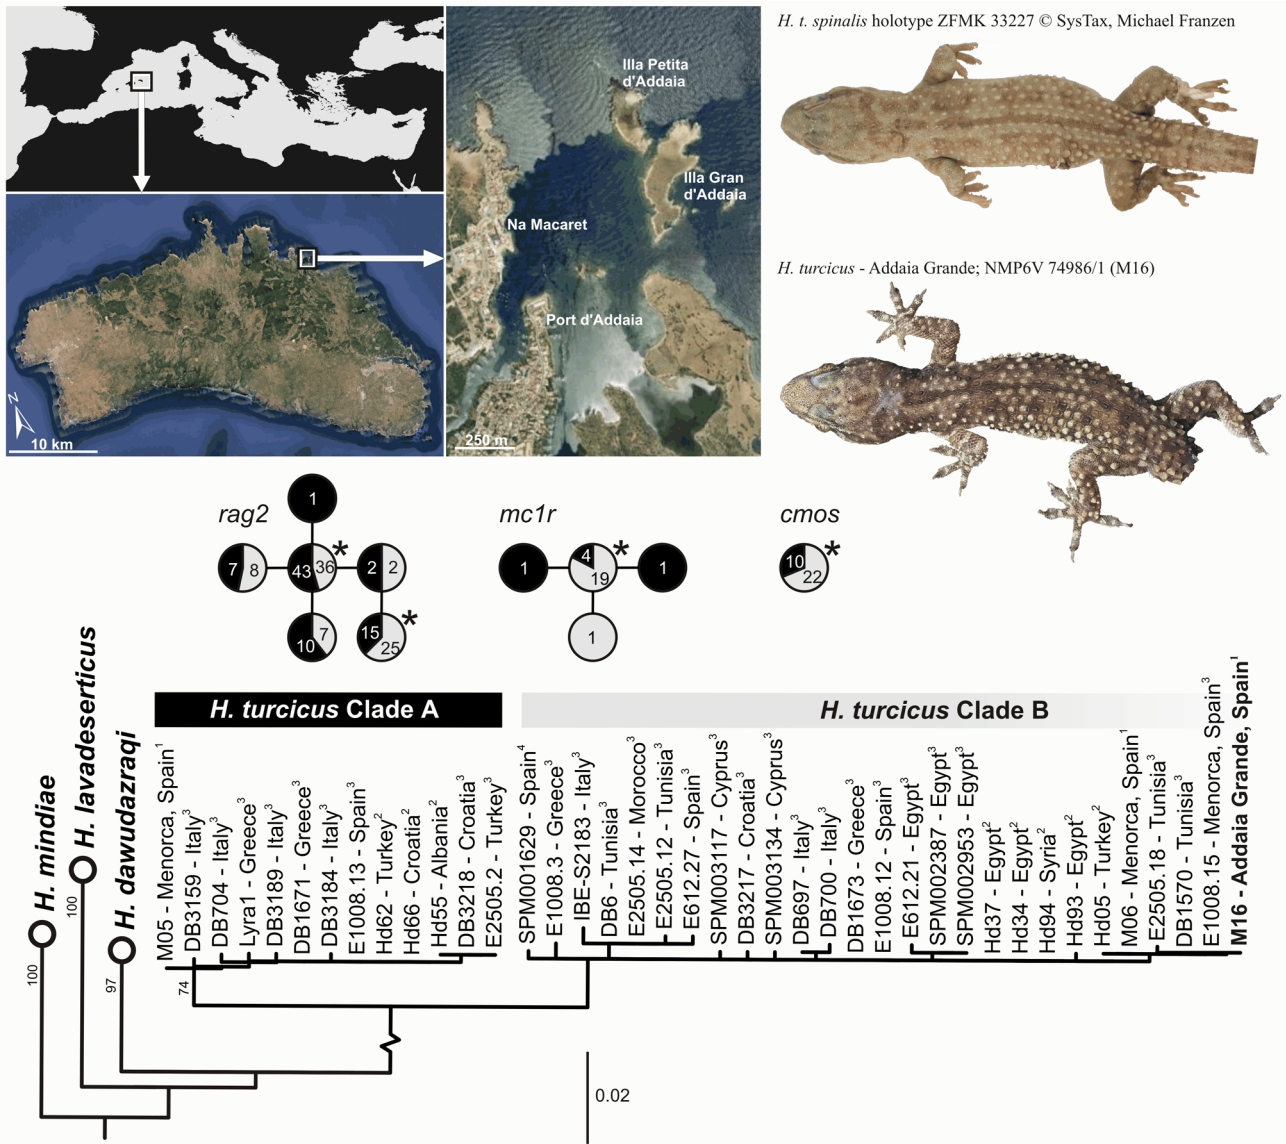 H. t. spinalis holotype ZFMK 33227 © SysTax, Michael Franzen
Illa Petita
d'Addaia
Illa Gran
d'Addaia
Na Macaret
Port d'Addaia
250 m
N
10 km
H. turcicus - Addaia Grande; NMP6V 74986/1 (M16)
rag2
1
7
8
43
36
*
2
2
10
7
15
25
*
mc1r
1
4
19
*
1
1
cmos
10
22
*
H. mindiae
H. lavadeserticus
H. dawudazraqi
100
100
97
74
H. turcicus Clade A
H. turcicus Clade B
M05 - Menorca, Spain¹
DB3159 - Italy³
DB704 - Italy³
Lyra1 - Greece³
DB3189 - Italy³
DB1671 - Greece³
DB3184 - Italy³
E1008.13 - Spain³
Hd62 - Turkey²
Hd66 - Croatia²
Hd55 - Albania²
DB3218 - Croatia³
E2505.2 - Turkey³
SPM001629 - Spain⁴
E1008.3 - Greece³
IBE-S2183 - Italy³
DB6 - Tunisia³
E2505.14 - Morocco³
E2505.12 - Tunisia³
E612.27 - Spain³
SPM003117 - Cyprus³
DB3217 - Croatia³
SPM003134 - Cyprus³
DB697 - Italy³
DB700 - Italy³
DB1673 - Greece³
E1008.12 - Spain³
E612.21 - Egypt³
SPM002387 - Egypt³
SPM002953 - Egypt³
Hd37 - Egypt²
Hd34 - Egypt²
Hd94 - Syria²
Hd93 - Egypt²
Hd05 - Turkey²
M06 - Menorca, Spain¹
E2505.18 - Tunisia³
DB1570 - Tunisia³
E1008.15 - Menorca, Spain³
M16 - Addaia Grande, Spain¹
0.02